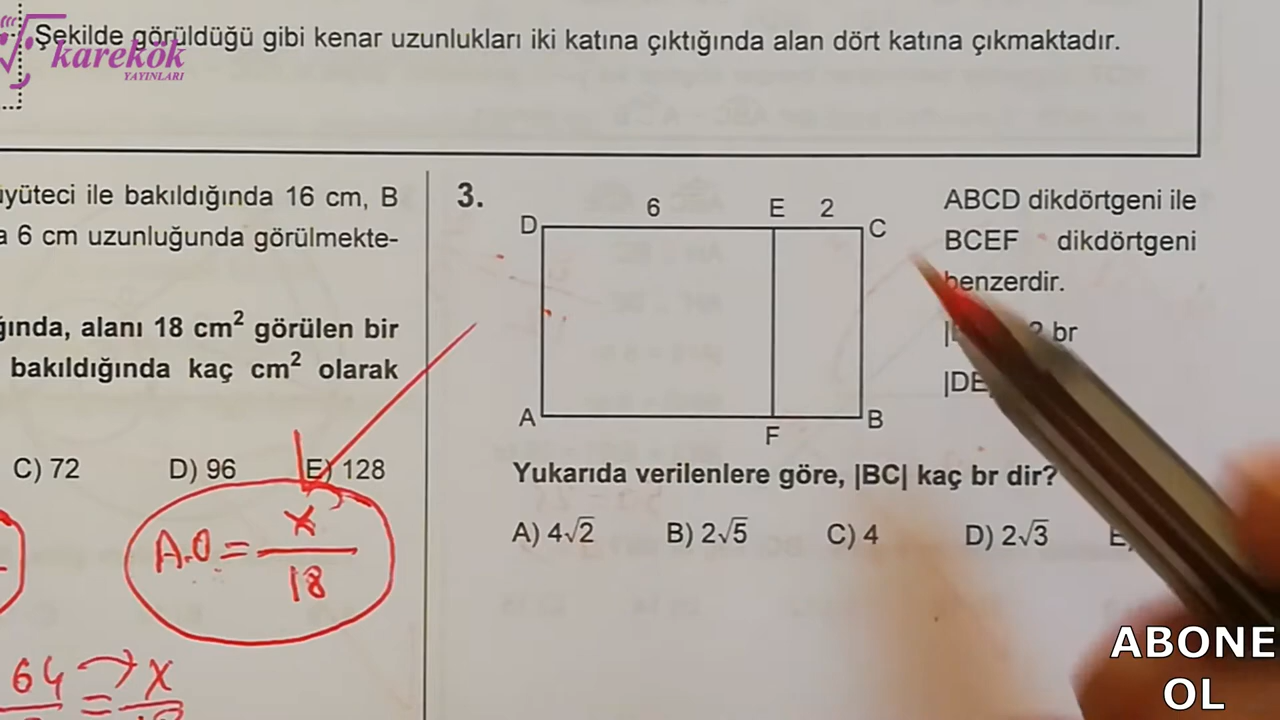 Şekilde görüldüğü gibi kenar uzunlukları iki katına çıktığında alan dört katına çıkmaktadır.
karekök
YAYINLARI
yüteci ile bakıldığında 16 cm, B
a 6 cm uzunluğunda görülmekte-
ğında, alanı 18 cm² görülen bir
bakıldığında kaç cm² olarak
C) 72 D) 96 E) 128
A.O = x / 18
64 → x
=
3.
D 6 E 2 C
A F B
ABCD dikdörtgeni ile
BCEF dikdörtgeni
benzerdir.
2 br
|DE
Yukarıda verilenlere göre, |BC| kaç br dir?
A) 4√2 B) 2√5 C) 4 D) 2√3
ABONE
OL